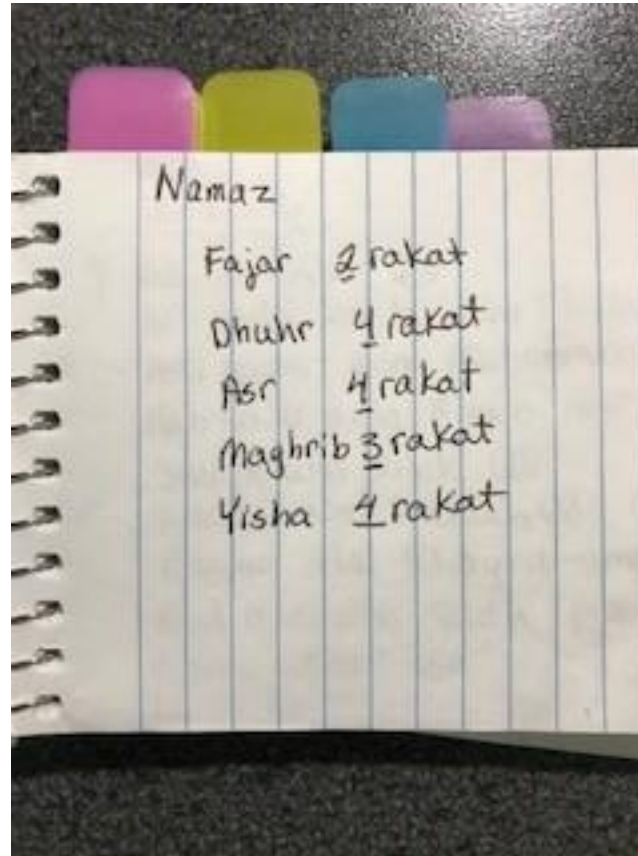 Namaz
Fajar 2 rakat
Dhuhr 4 rakat
Asr 4 rakat
Maghrib 3 rakat
Yisha 4 rakat